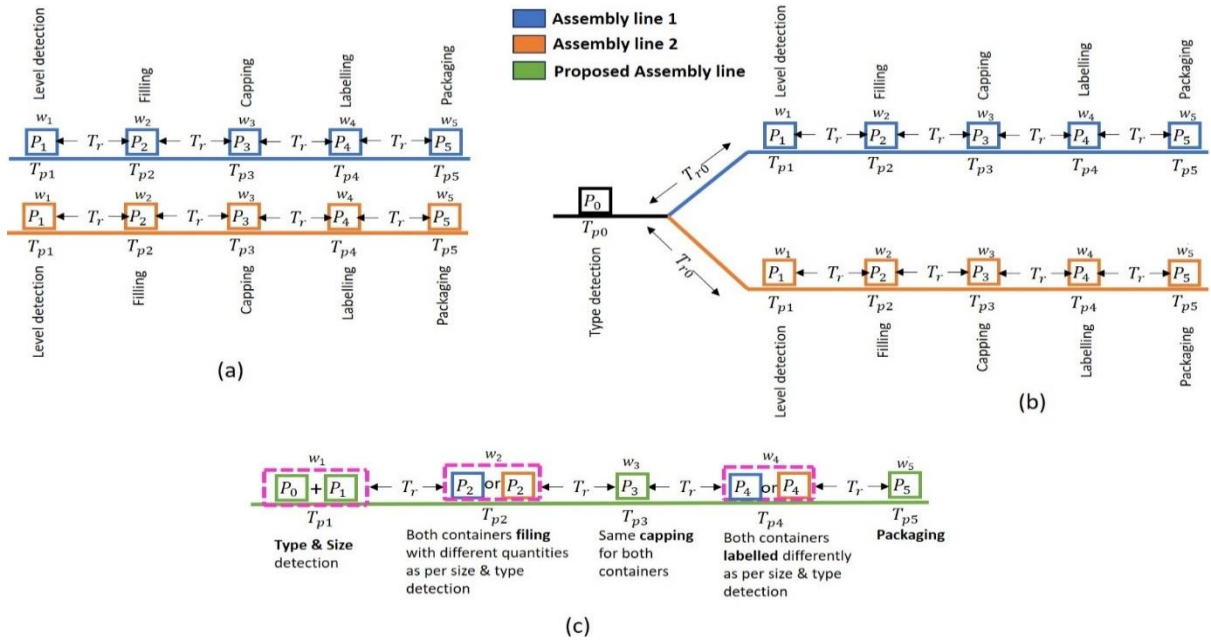 Assembly line 1
Assembly line 2
Proposed Assembly line
Level detection
Filling
Capping
Labelling
Packaging
w1 w2 w3 w4 w5
P1 Tr P2 Tr P3 Tr P4 Tr P5
Tp1 Tp2 Tp3 Tp4 Tp5
w1 w2 w3 w4 w5
P1 Tr P2 Tr P3 Tr P4 Tr P5
Tp1 Tp2 Tp3 Tp4 Tp5
Level detection
Filling
Capping
Labelling
Packaging
(a)
Level detection
Filling
Capping
Labelling
Packaging
w1 w2 w3 w4 w5
P1 Tr P2 Tr P3 Tr P4 Tr P5
Tp1 Tp2 Tp3 Tp4 Tp5
Tr0
P0
Tp0
Type detection
Tr0
w1 w2 w3 w4 w5
P1 Tr P2 Tr P3 Tr P4 Tr P5
Tp1 Tp2 Tp3 Tp4 Tp5
Level detection
Filling
Capping
Labelling
Packaging
(b)
w1 w2 w3 w4 w5
P0 + P1 Tr P2 or P2 Tr P3 Tr P4 or P4 Tr P5
Tp1 Tp2 Tp3 Tp4 Tp5
Type & Size
detection
Both containers filing
with different quantities
as per size & type
detection
Same capping
for both
containers
Both containers
labelled differently
as per size & type
detection
Packaging
(c)